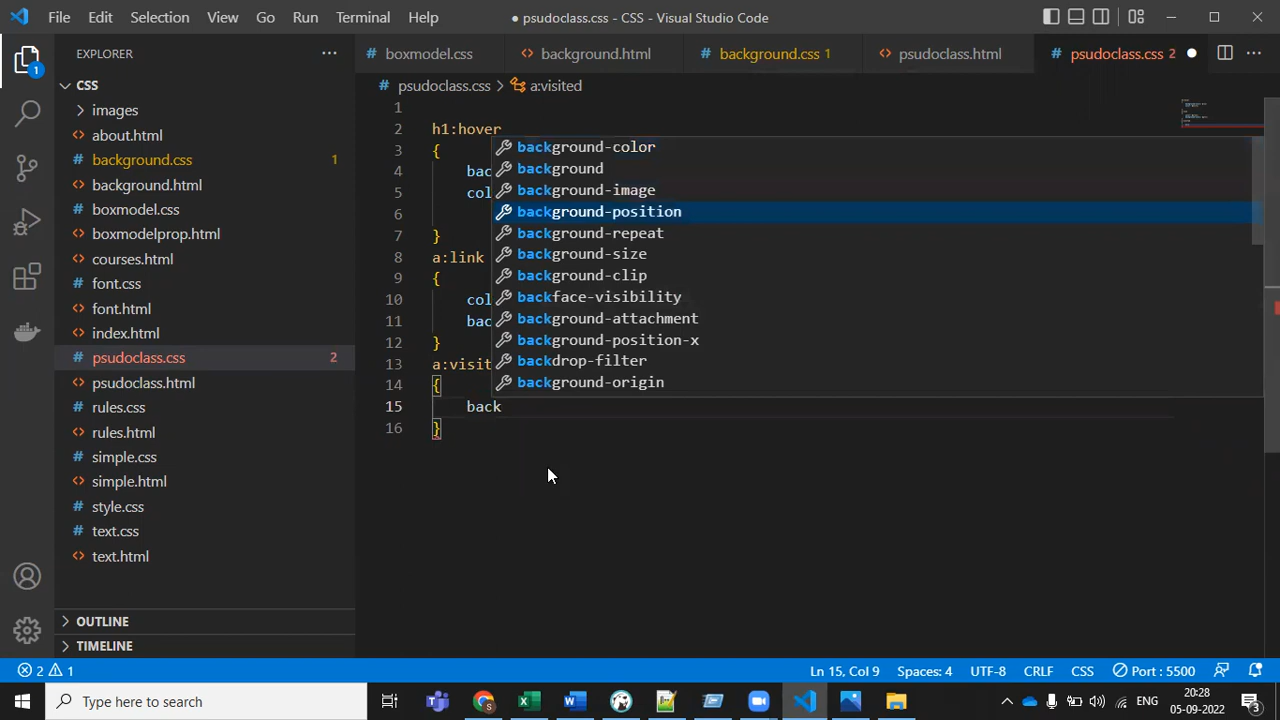 File Edit Selection View Go Run Terminal Help
● psudoclass.css - CSS - Visual Studio Code
EXPLORER
boxmodel.css background.html background.css 1 psudoclass.html psudoclass.css 2
psudoclass.css > a:visited
CSS
images
about.html
background.css 1
background.html
boxmodel.css
boxmodelprop.html
courses.html
font.css
font.html
index.html
psudoclass.css 2
psudoclass.html
rules.css
rules.html
simple.css
simple.html
style.css
text.css
text.html
OUTLINE
TIMELINE
1
2 h1:hover
3 {
4 bac
5 col
6
7 }
8 a:link
9 {
10 col
11 bac
12 }
13 a:visit
14 {
15 back
16 }
background-color
background
background-image
background-position
background-repeat
background-size
background-clip
backface-visibility
background-attachment
background-position-x
backdrop-filter
background-origin
1
2 1
Ln 15, Col 9 Spaces: 4 UTF-8 CRLF CSS Port : 5500
Type here to search
ENG
20:28
05-09-2022
3